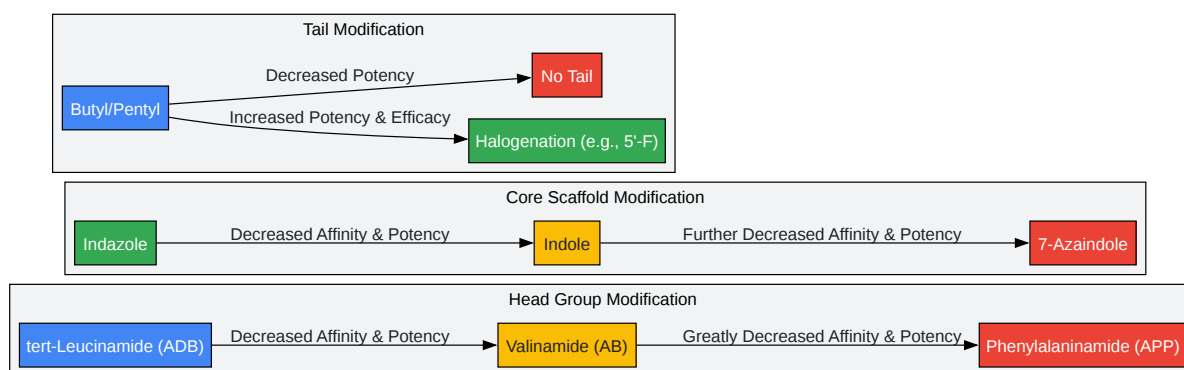 Tail Modification
Decreased Potency
No Tail
Butyl/Pentyl
Increased Potency & Efficacy
Halogenation (e.g., 5'-F)
Core Scaffold Modification
Indazole
Decreased Affinity & Potency
Indole
Further Decreased Affinity & Potency
7-Azaindole
Head Group Modification
tert-Leucinamide (ADB)
Decreased Affinity & Potency
Valinamide (AB)
Greatly Decreased Affinity & Potency
Phenylalaninamide (APP)